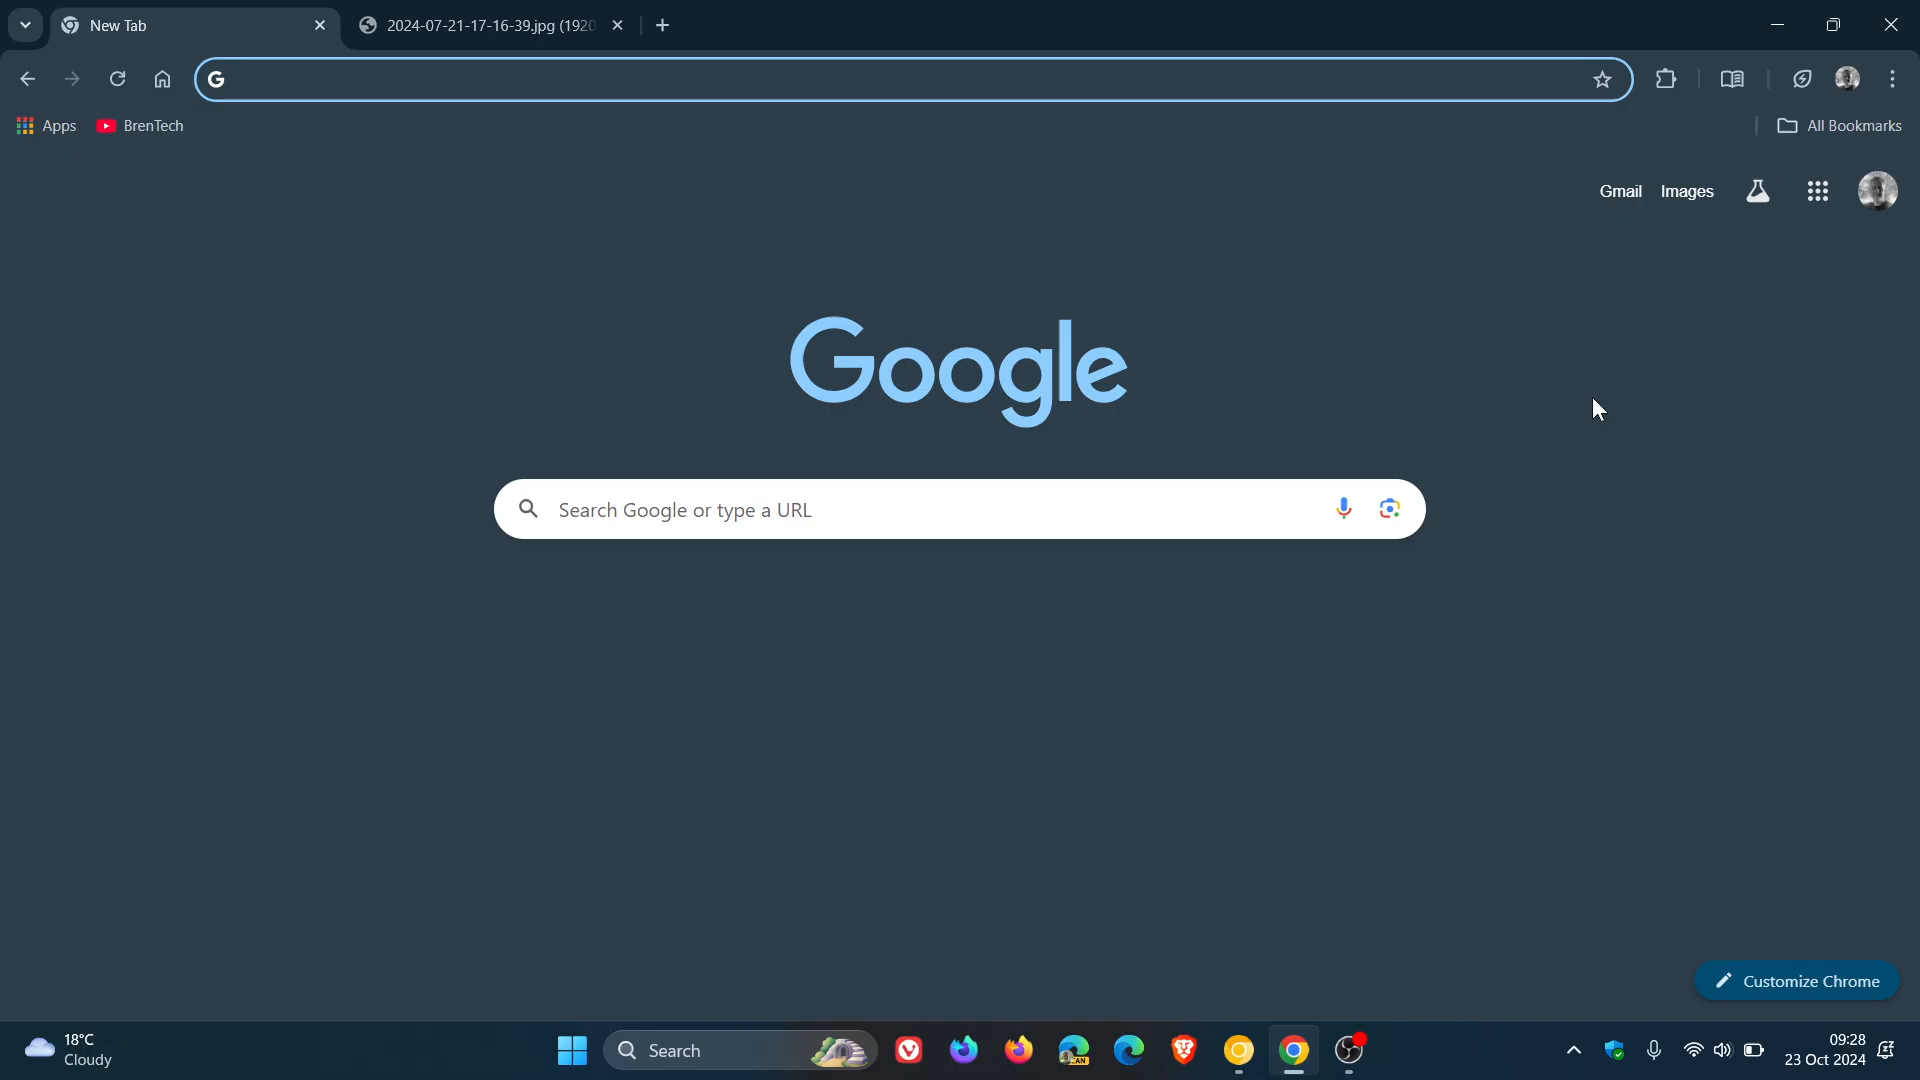 New Tab
2024-07-21-17-16-39.jpg (1920
Apps
BrenTech
All Bookmarks
Gmail Images
Google
Search Google or type a URL
Customize Chrome
18°C
Cloudy
Search
CAN
09:28
23 Oct 2024